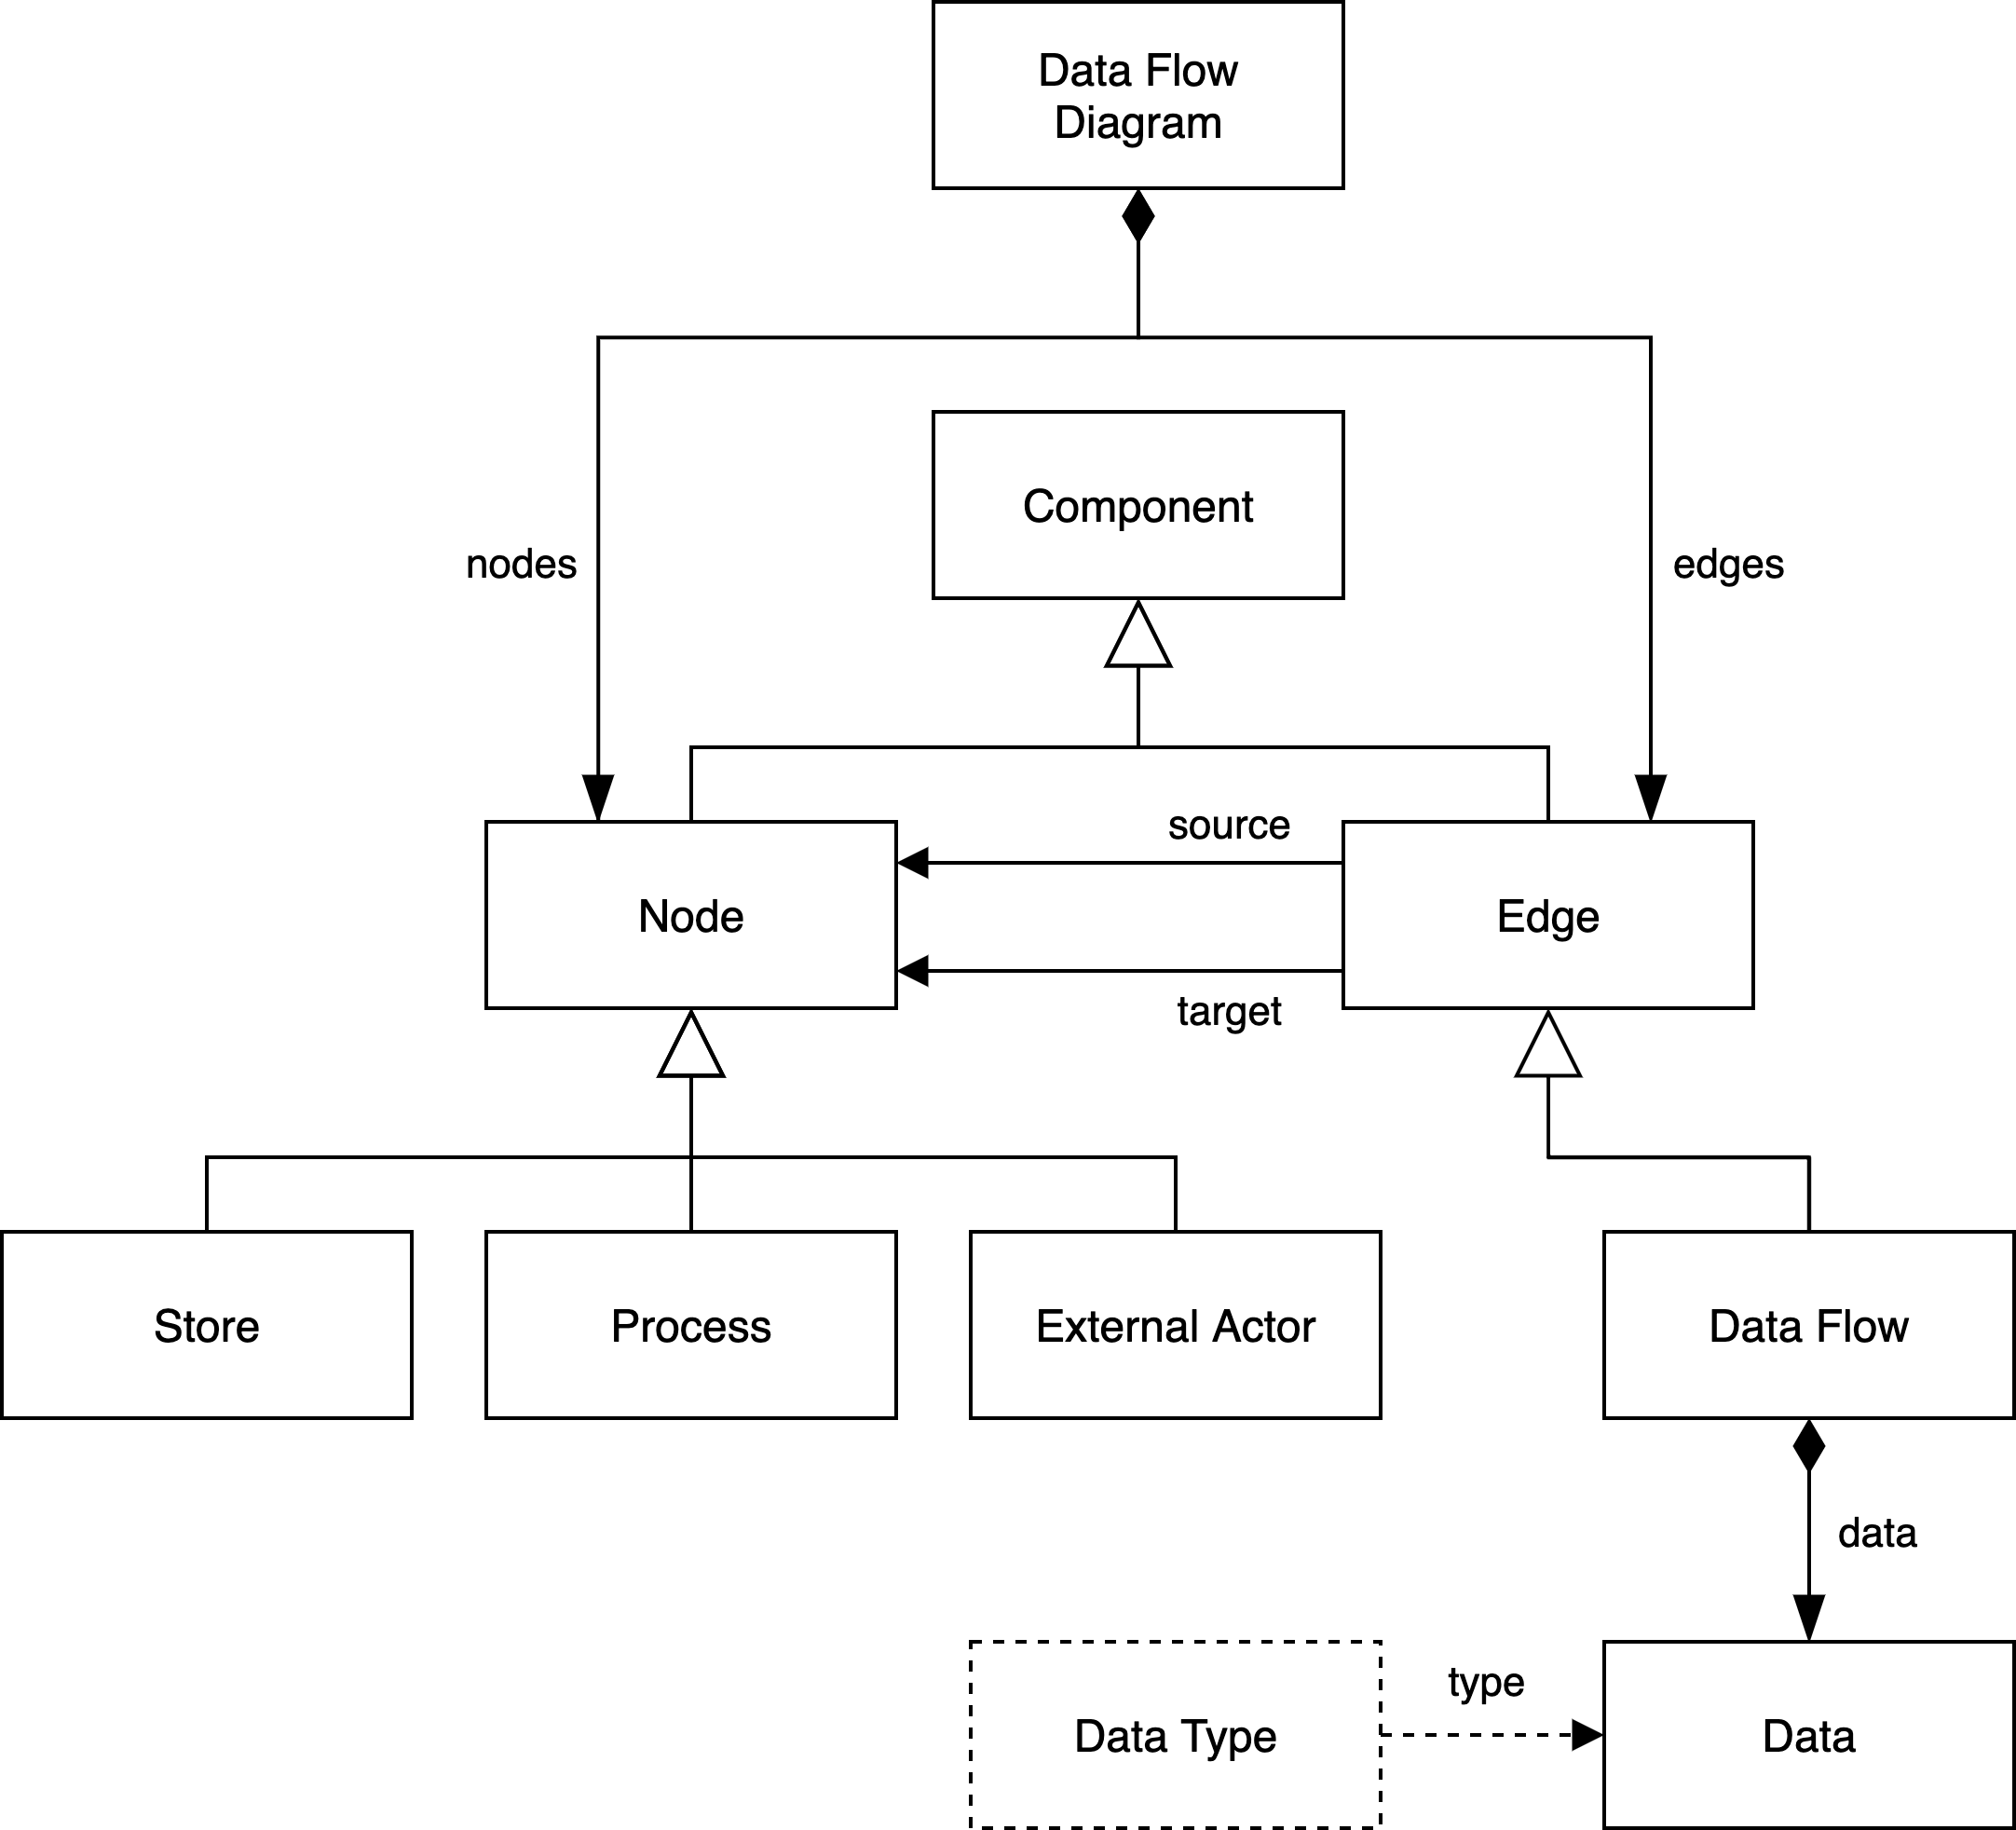 Data Flow
Diagram
Component
nodes
edges
source
Node
Edge
target
Store
Process
External Actor
Data Flow
data
type
Data Type
Data